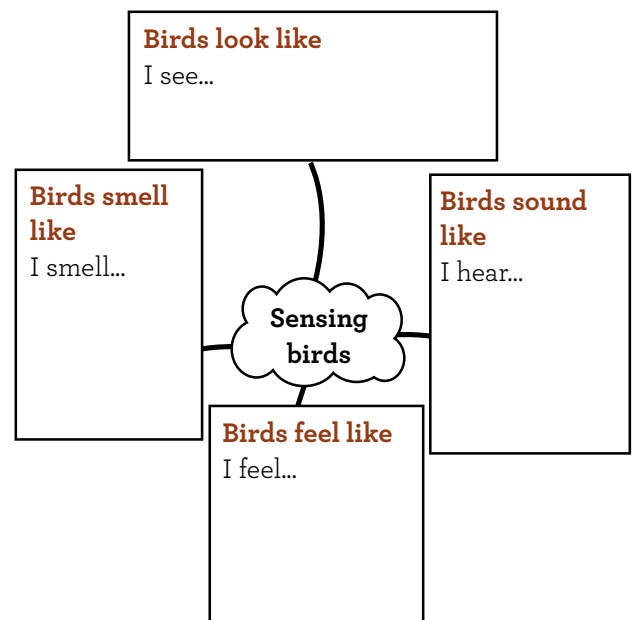 Birds look like
I see...
Birds smell
like
I smell...
Birds sound
like
I hear...
Sensing
birds
Birds feel like
I feel...